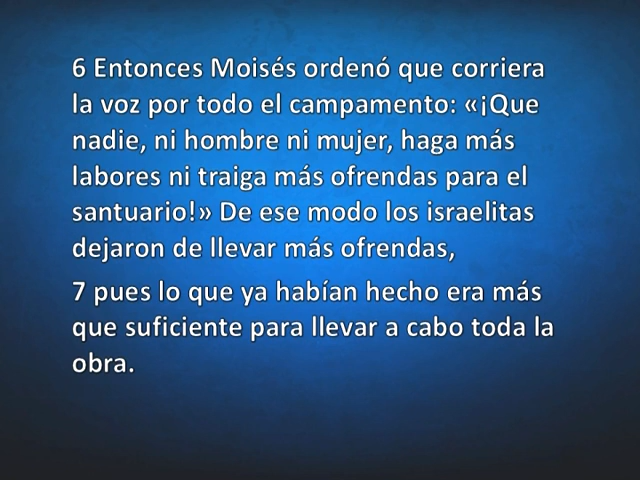 6 Entonces Moisés ordenó que corriera
la voz por todo el campamento: «¡Que
nadie, ni hombre ni mujer, haga más
labores ni traiga más ofrendas para el
santuario!» De ese modo los israelitas
dejaron de llevar más ofrendas,
7 pues lo que ya habían hecho era más
que suficiente para llevar a cabo toda la
obra.